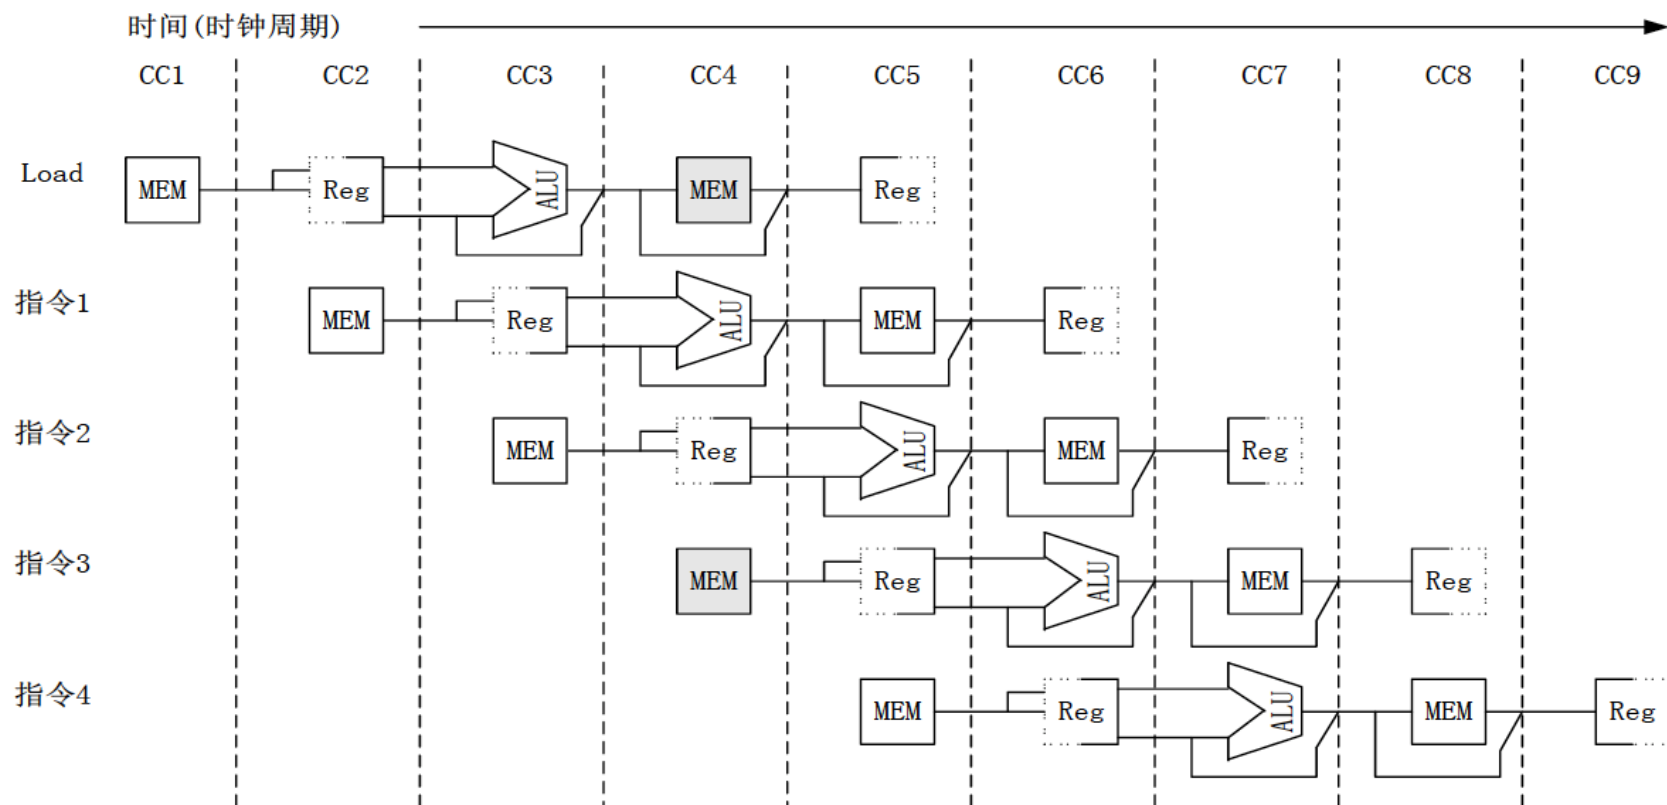 时间(时钟周期)
CC1 CC2 CC3 CC4 CC5 CC6 CC7 CC8 CC9
Load MEM Reg ALU MEM Reg
指令1 MEM Reg ALU MEM Reg
指令2 MEM Reg ALU MEM Reg
指令3 MEM Reg ALU MEM Reg
指令4 MEM Reg ALU MEM Reg